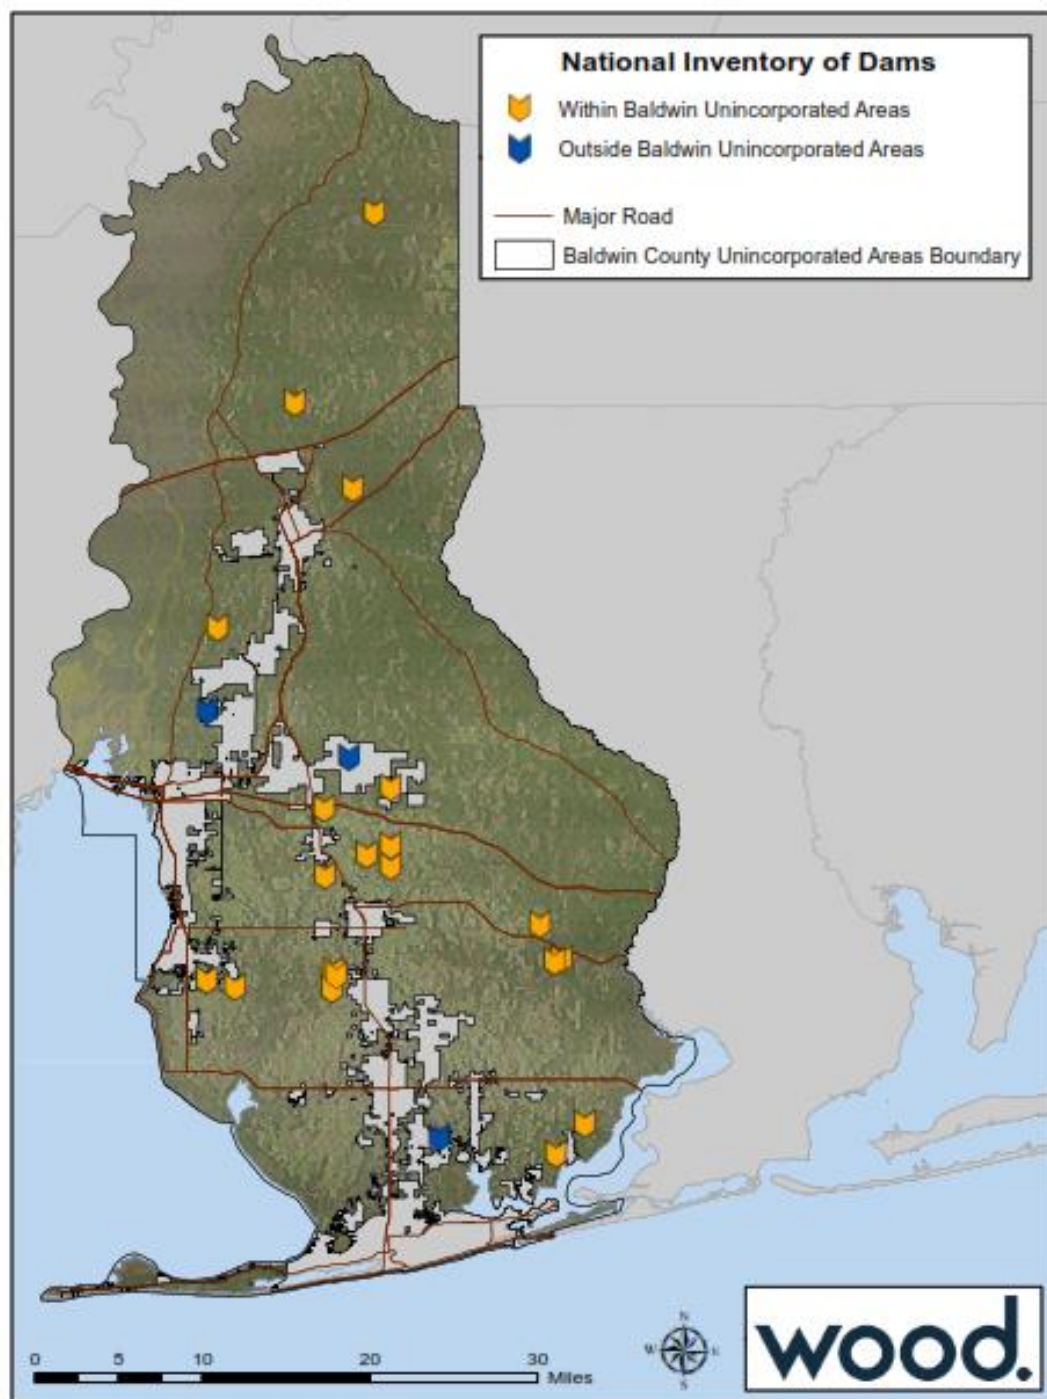 National Inventory of Dams
Within Baldwin Unincorporated Areas
Outside Baldwin Unincorporated Areas
Major Road
Baldwin County Unincorporated Areas Boundary
N
W E
S
0 5 10 20 30
Miles
wood.